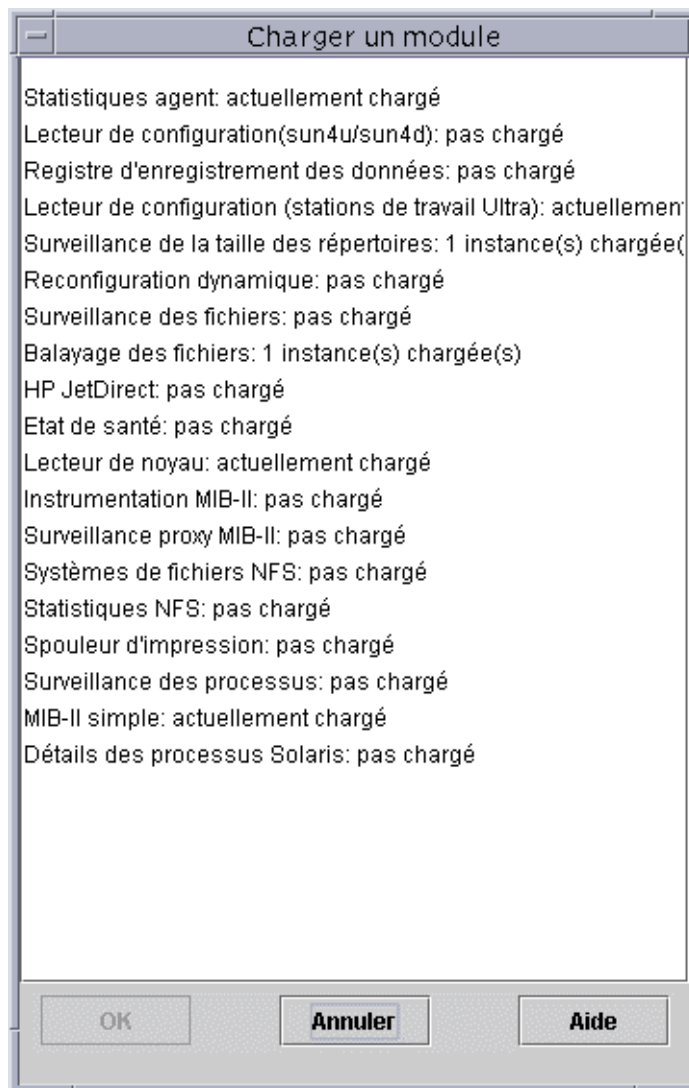 Charger un module
Statistiques agent: actuellement chargé
Lecteur de configuration(sun4u/sun4d): pas chargé
Registre d'enregistrement des données: pas chargé
Lecteur de configuration (stations de travail Ultra): actuellement
Surveillance de la taille des répertoires: 1 instance(s) chargée(
Reconfiguration dynamique: pas chargé
Surveillance des fichiers: pas chargé
Balayage des fichiers: 1 instance(s) chargée(s)
HP JetDirect: pas chargé
Etat de santé: pas chargé
Lecteur de noyau: actuellement chargé
Instrumentation MIB-II: pas chargé
Surveillance proxy MIB-II: pas chargé
Systèmes de fichiers NFS: pas chargé
Statistiques NFS: pas chargé
Spouleur d'impression: pas chargé
Surveillance des processus: pas chargé
MIB-II simple: actuellement chargé
Détails des processus Solaris: pas chargé
OK Annuler Aide